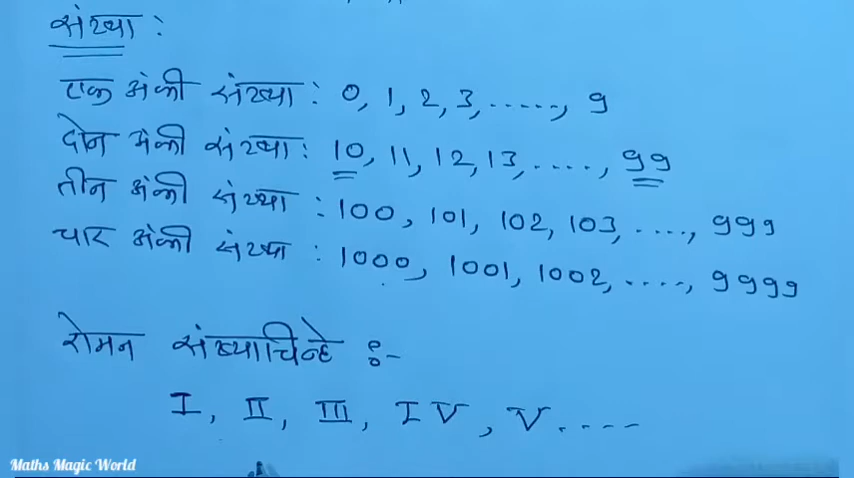 संख्या :
एक अंकी संख्या : 0, 1, 2, 3, ....., 9
दोन अंकी संख्या : 10, 11, 12, 13, ...., 99
तीन अंकी संख्या : 100, 101, 102, 103, ...., 999
चार अंकी संख्या : 1000, 1001, 1002, ...., 9999
रोमन संख्याचिन्हे :-
I, II, III, IV, V ....
Maths Magic World